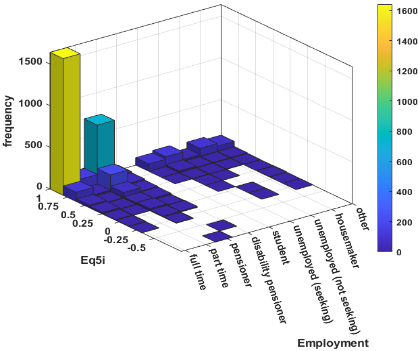 frequency
1500
1000
500
0
1
0.75
0.5
0.25
0
-0.25
-0.5
Eq5i
full time
part time
pensioner
disability pensioner
student
unemployed (seeking)
unemployed (not seeking)
housemaker
other
Employment
1600
1400
1200
1000
800
600
400
200
0